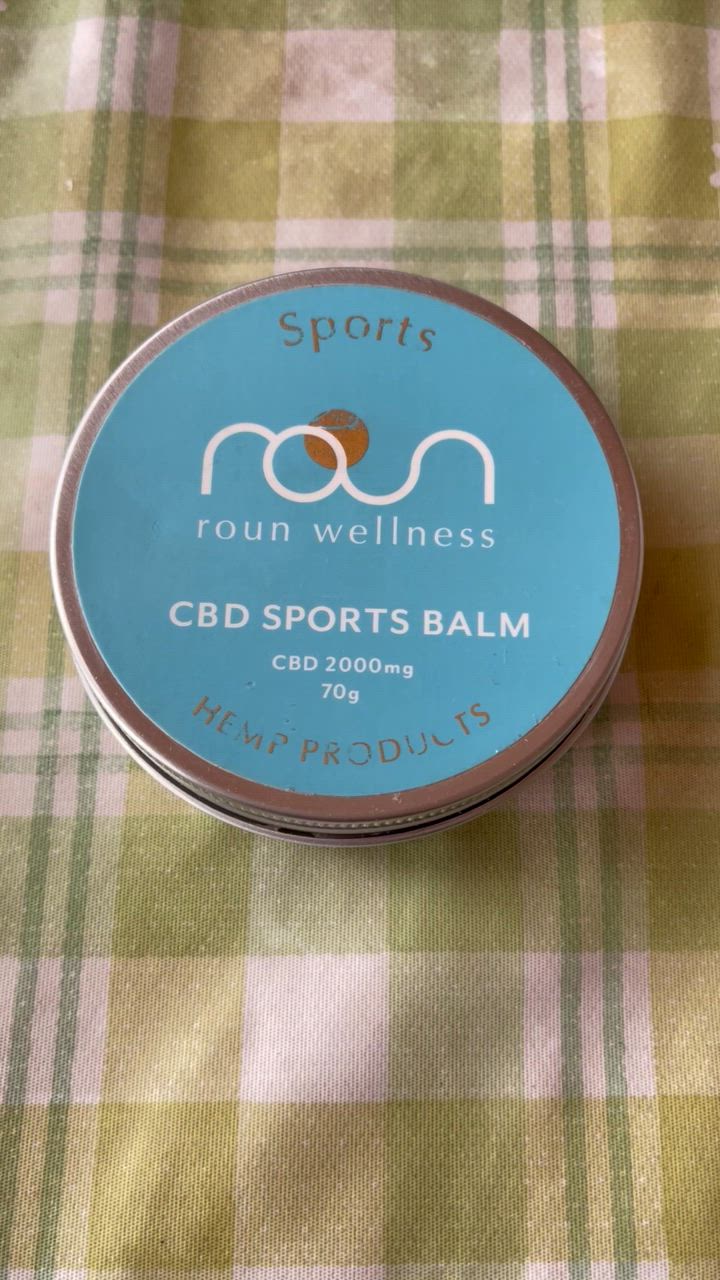 Sports
roun
roun wellness
CBD SPORTS BALM
CBD 2000mg
70g
HEMP PRODUCTS